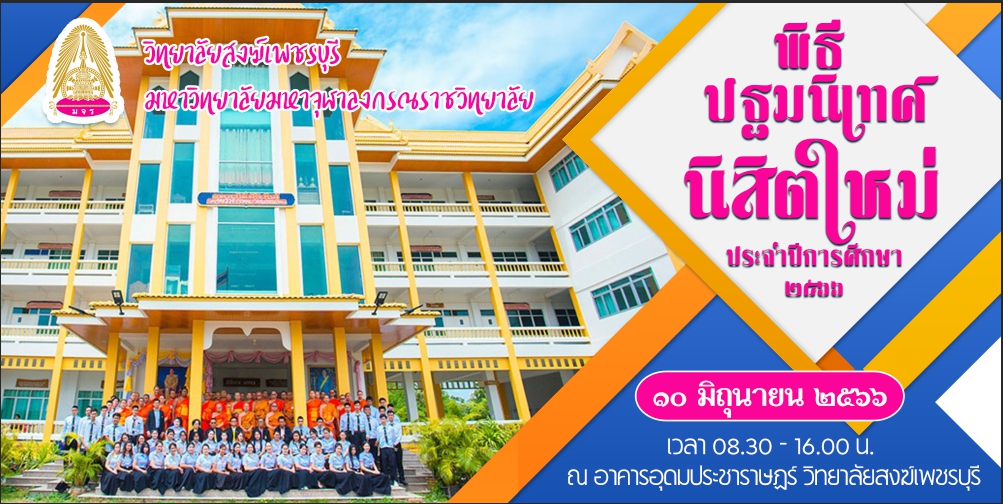 วิทยาลัยสงฆ์เพชรบุรี
มหาวิทยาลัยมหาจุฬาลงกรณราชวิทยาลัย
มจร
พิธี
ปฐมนิเทศ
นิสิตใหม่
ประจำปีการศึกษา
๒๕๖๖
๑๐ มิถุนายน ๒๕๖๖
เวลา 08.30 - 16.00 น.
ณ อาคารอุดมประชาราษฎร์ วิทยาลัยสงฆ์เพชรบุรี